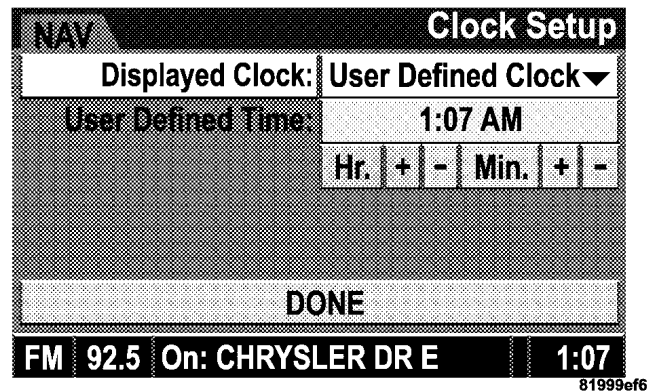 NAV Clock Setup
Displayed Clock: User Defined Clock
User Defined Time: 1:07 AM
Hr. + - Min. + -
DONE
FM 92.5 On: CHRYSLER DR E 1:07
81999ef6